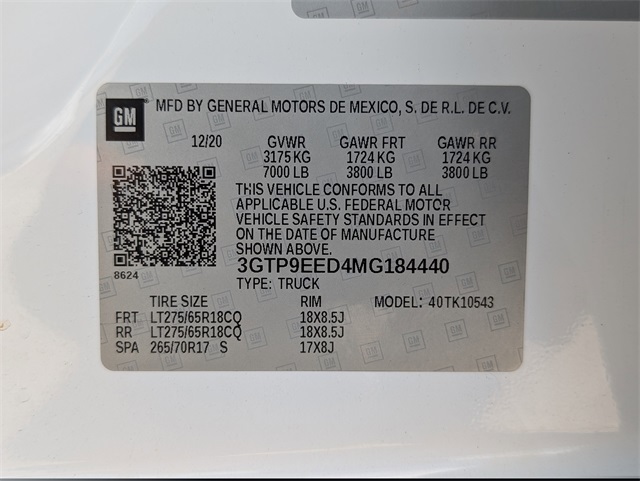 GM
MFD BY GENERAL MOTORS DE MEXICO, S. DE R.L. DE C.V.
12/20 GVWR GAWR FRT GAWR RR
3175 KG 1724 KG 1724 KG
7000 LB 3800 LB 3800 LB
THIS VEHICLE CONFORMS TO ALL
APPLICABLE U.S. FEDERAL MOTOR
VEHICLE SAFETY STANDARDS IN EFFECT
ON THE DATE OF MANUFACTURE
SHOWN ABOVE.
8624
3GTP9EED4MG184440
TYPE: TRUCK
TIRE SIZE RIM MODEL: 40TK10543
FRT LT275/65R18CQ 18X8.5J
RR LT275/65R18CQ 18X8.5J
SPA 265/70R17 S 17X8J